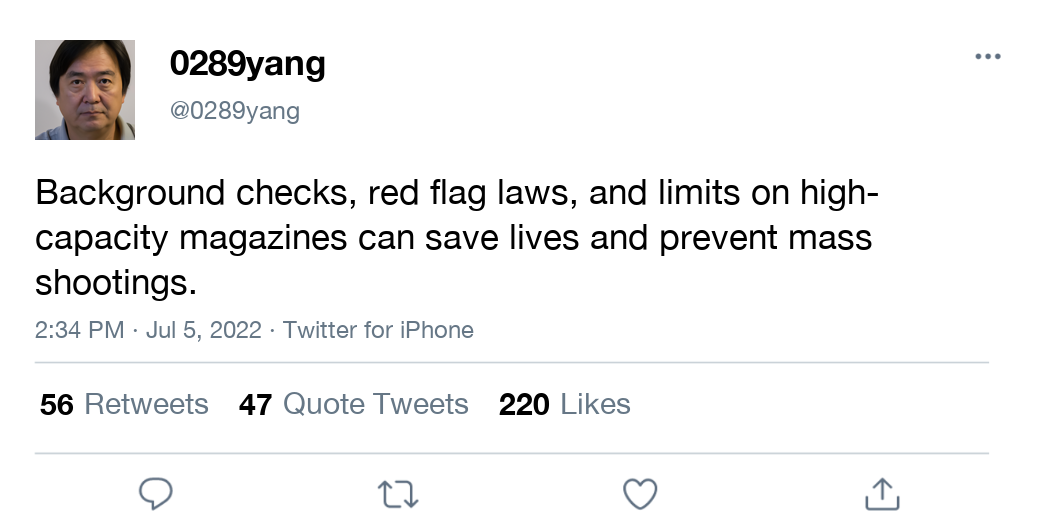 0289yang
@0289yang
Background checks, red flag laws, and limits on high-
capacity magazines can save lives and prevent mass
shootings.
2:34 PM · Jul 5, 2022 · Twitter for iPhone
56 Retweets 47 Quote Tweets 220 Likes